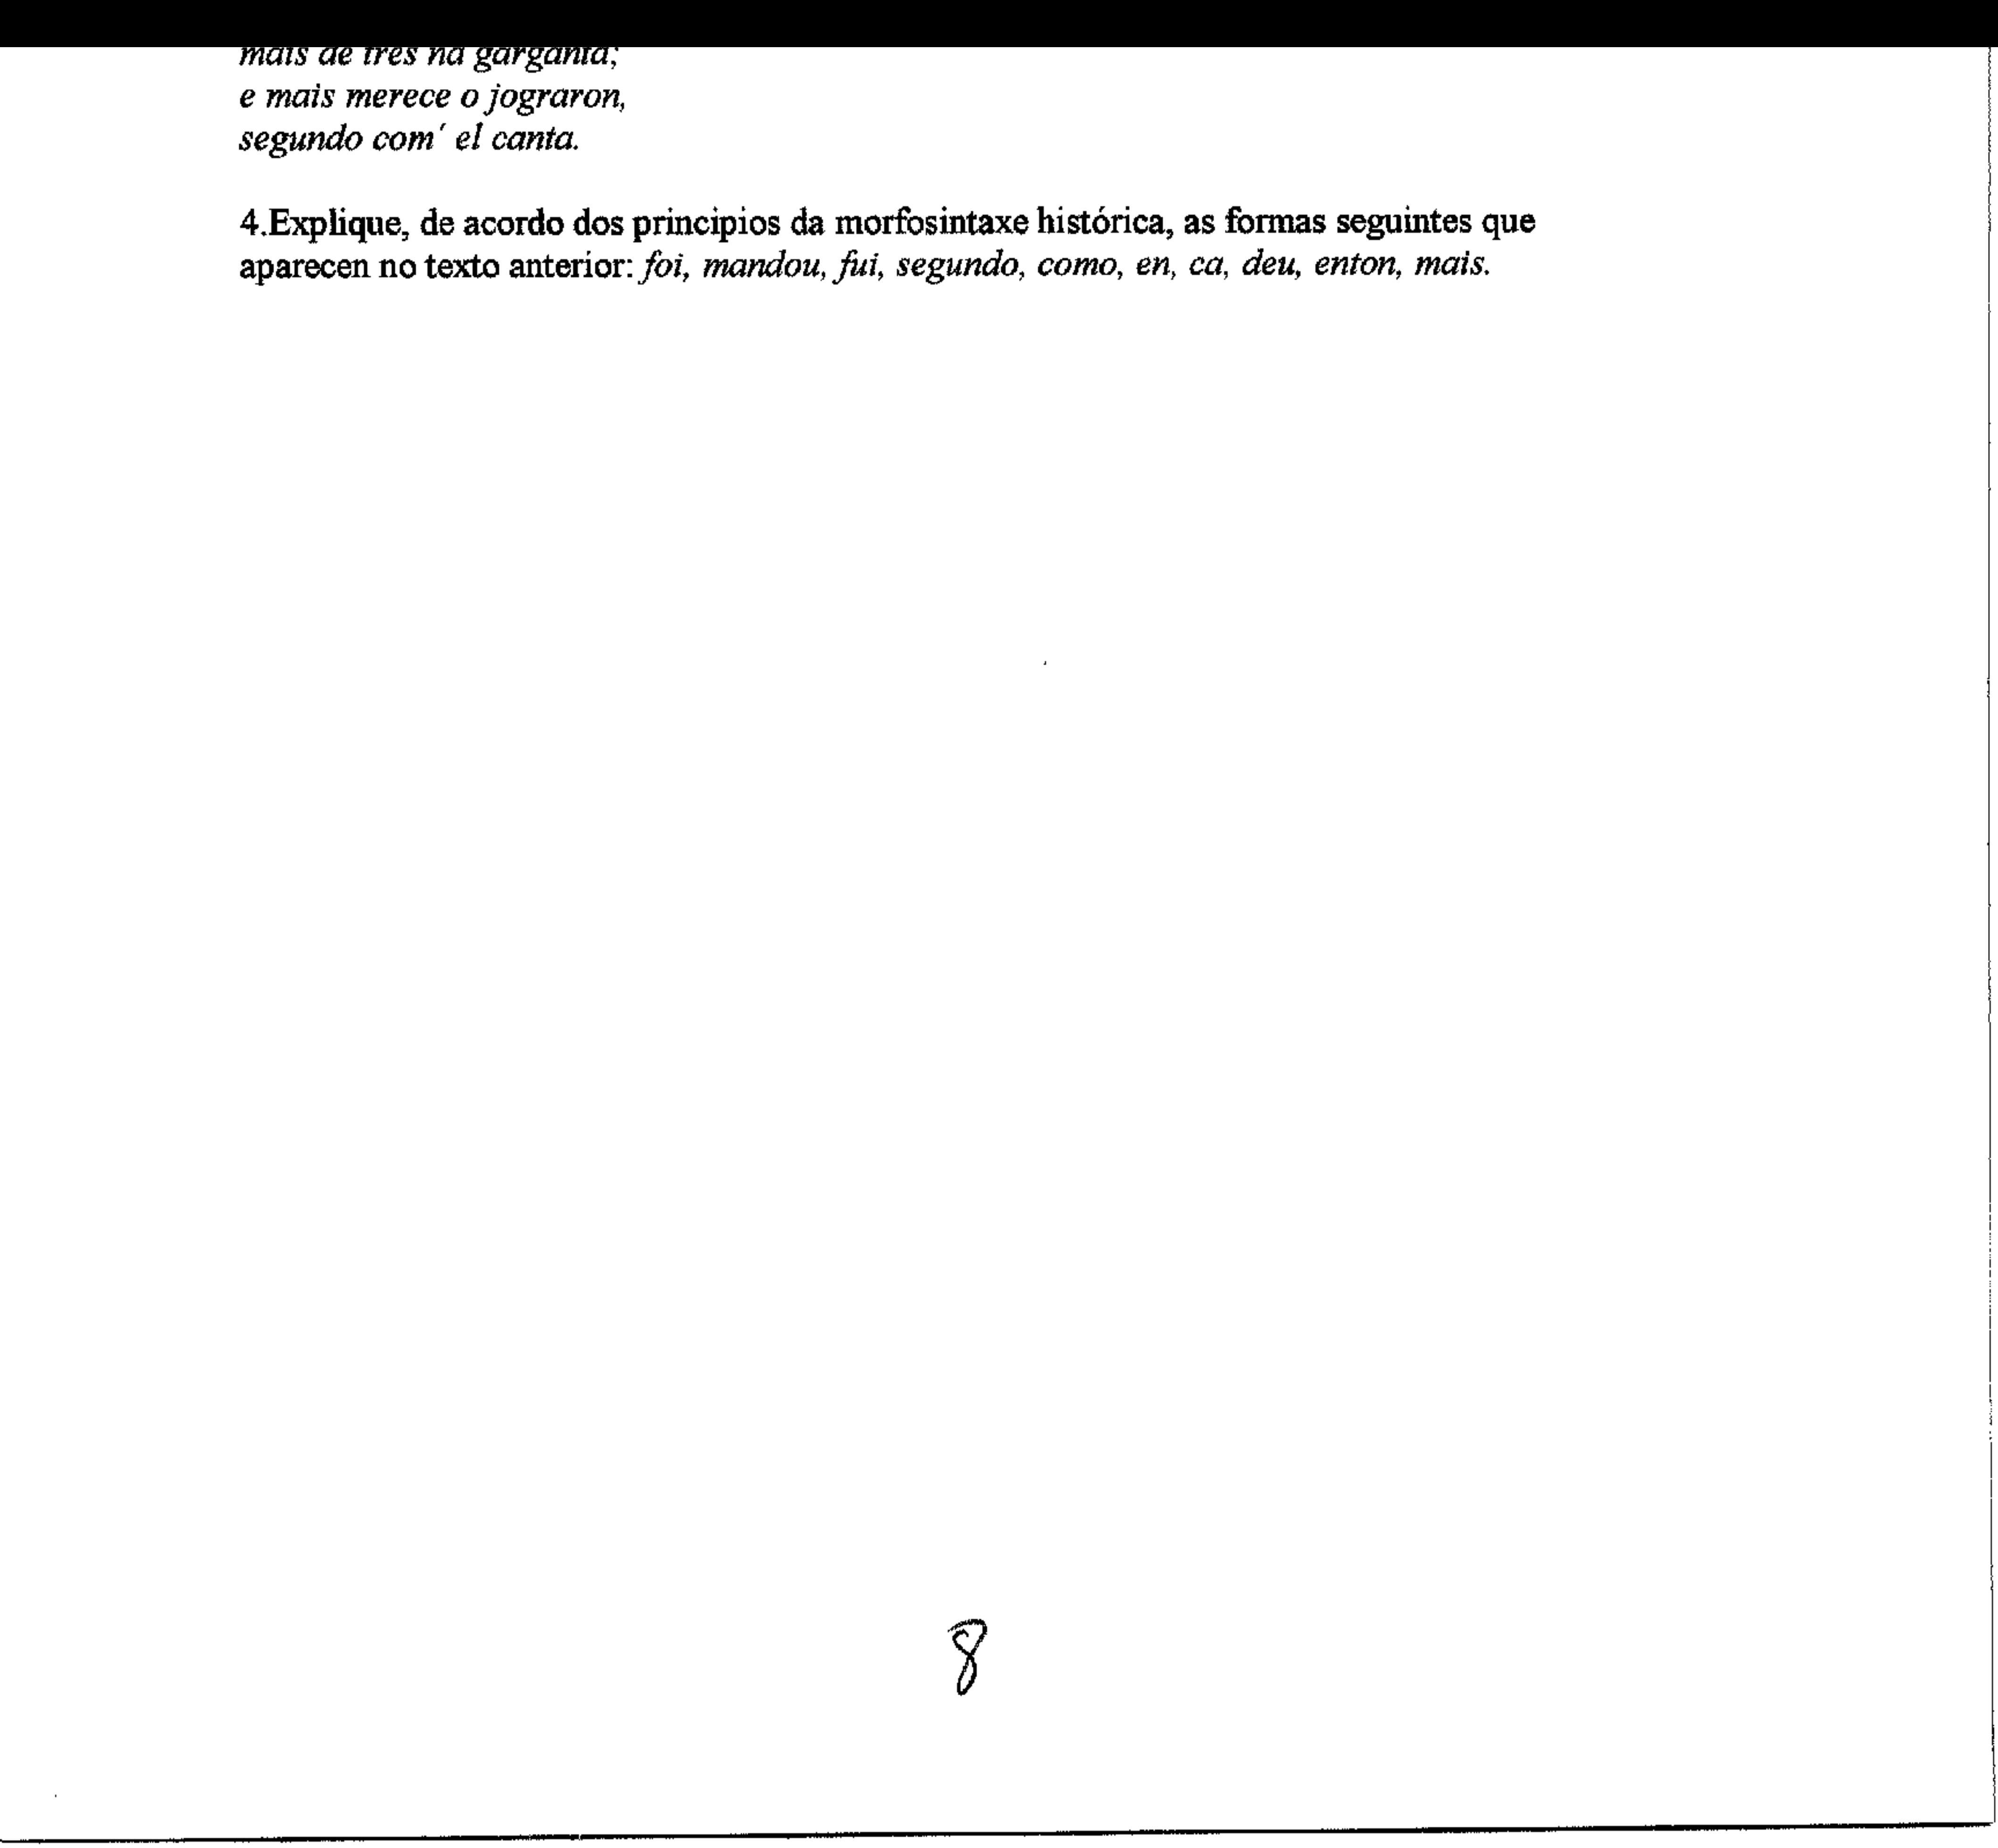 mais de tres na garganta;
e mais merece o jograron,
segundo com´ el canta.
4.Explique, de acordo dos principios da morfosintaxe histórica, as formas seguintes que
aparecen no texto anterior: foi, mandou, fui, segundo, como, en, ca, deu, enton, mais.
8